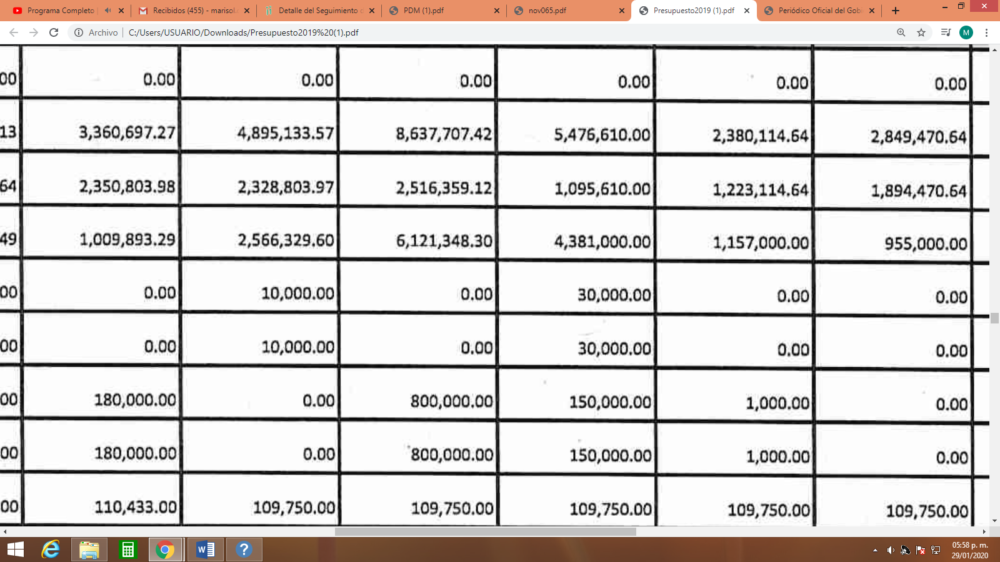 Programa Completo Recibidos (455) - marisol. Detalle del Seguimiento d PDM (1).pdf nov065.pdf Presupuesto2019 (1).pdf Periódico Oficial del Gobi
Archivo C:/Users/USUARIO/Downloads/Presupuesto2019%20(1).pdf M
00 0.00 0.00 0.00 0.00 0.00 0.00
13 3,360,697.27 4,895,133.57 8,637,707.42 5,476,610.00 2,380,114.64 2,849,470.64
64 2,350,803.98 2,328,803.97 2,516,359.12 1,095,610.00 1,223,114.64 1,894,470.64
49 1,009,893.29 2,566,329.60 6,121,348.30 4,381,000.00 1,157,000.00 955,000.00
00 0.00 10,000.00 0.00 30,000.00 0.00 0.00
00 0.00 10,000.00 0.00 30,000.00 0.00 0.00
00 180,000.00 0.00 800,000.00 150,000.00 1,000.00 0.00
00 180,000.00 0.00 800,000.00 150,000.00 1,000.00 0.00
00 110,433.00 109,750.00 109,750.00 109,750.00 109,750.00 109,750.00
05:58 p. m.
29/01/2020